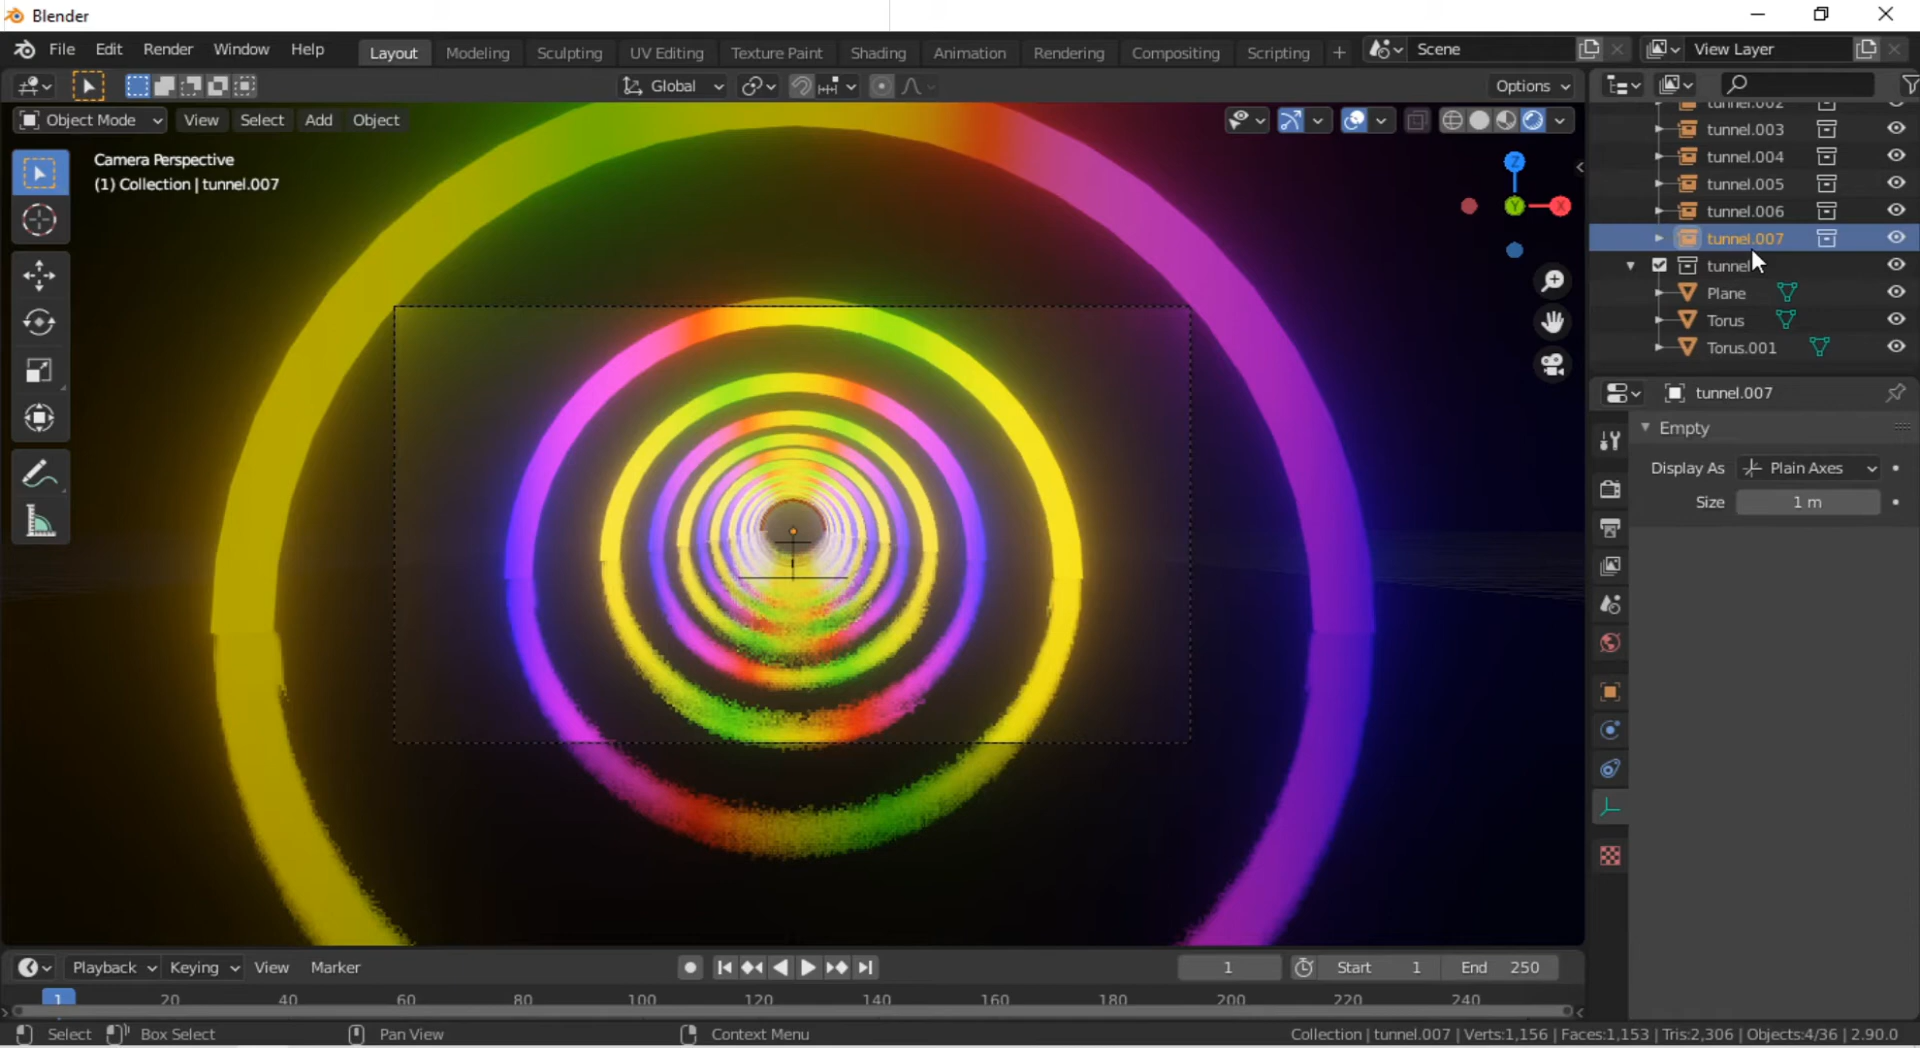 Blender
File Edit Render Window Help Layout Modeling Sculpting UV Editing Texture Paint Shading Animation Rendering Compositing Scripting + Scene View Layer
Global Options
Object Mode View Select Add Object
Camera Perspective
(1) Collection | tunnel.007
Z
Y
X
tunnel.002
tunnel.003
tunnel.004
tunnel.005
tunnel.006
tunnel.007
tunnel
Plane
Torus
Torus.001
tunnel.007
Empty
Display As Plain Axes
Size 1 m
Playback Keying View Marker 1 Start 1 End 250
1 20 40 60 80 100 120 140 160 180 200 220 240
Select Box Select Pan View Context Menu Collection | tunnel.007 | Verts:1,156 | Faces:1,153 | Tris:2,306 | Objects:4/36 | 2.90.0